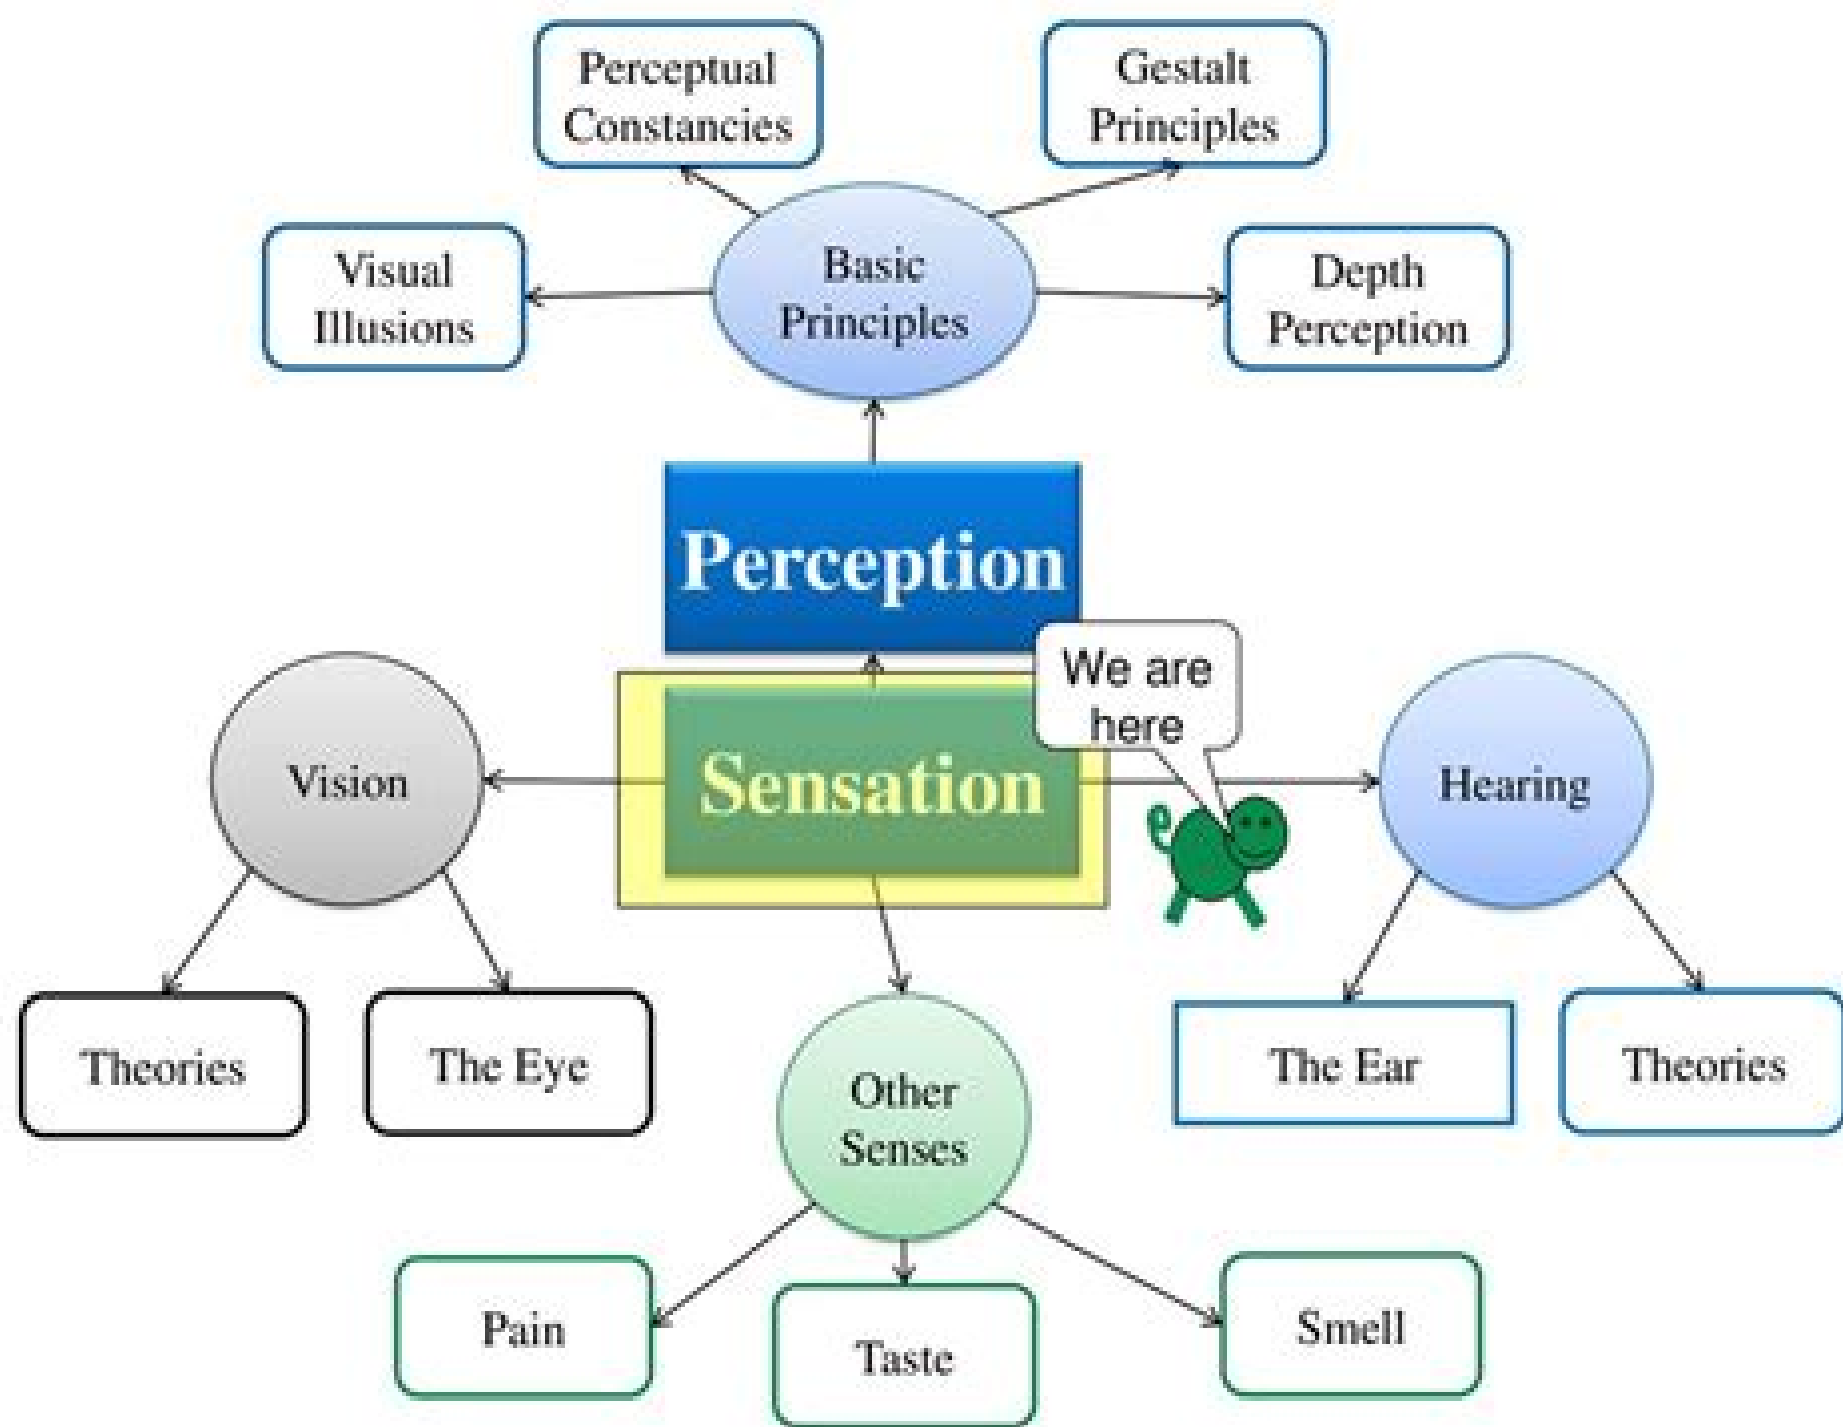 Perceptual
Constancies
Gestalt
Principles
Visual
Illusions
Basic
Principles
Depth
Perception
Perception
We are
here
Vision
Sensation
Hearing
Theories
The Eye
Other
Senses
The Ear
Theories
Pain
Taste
Smell